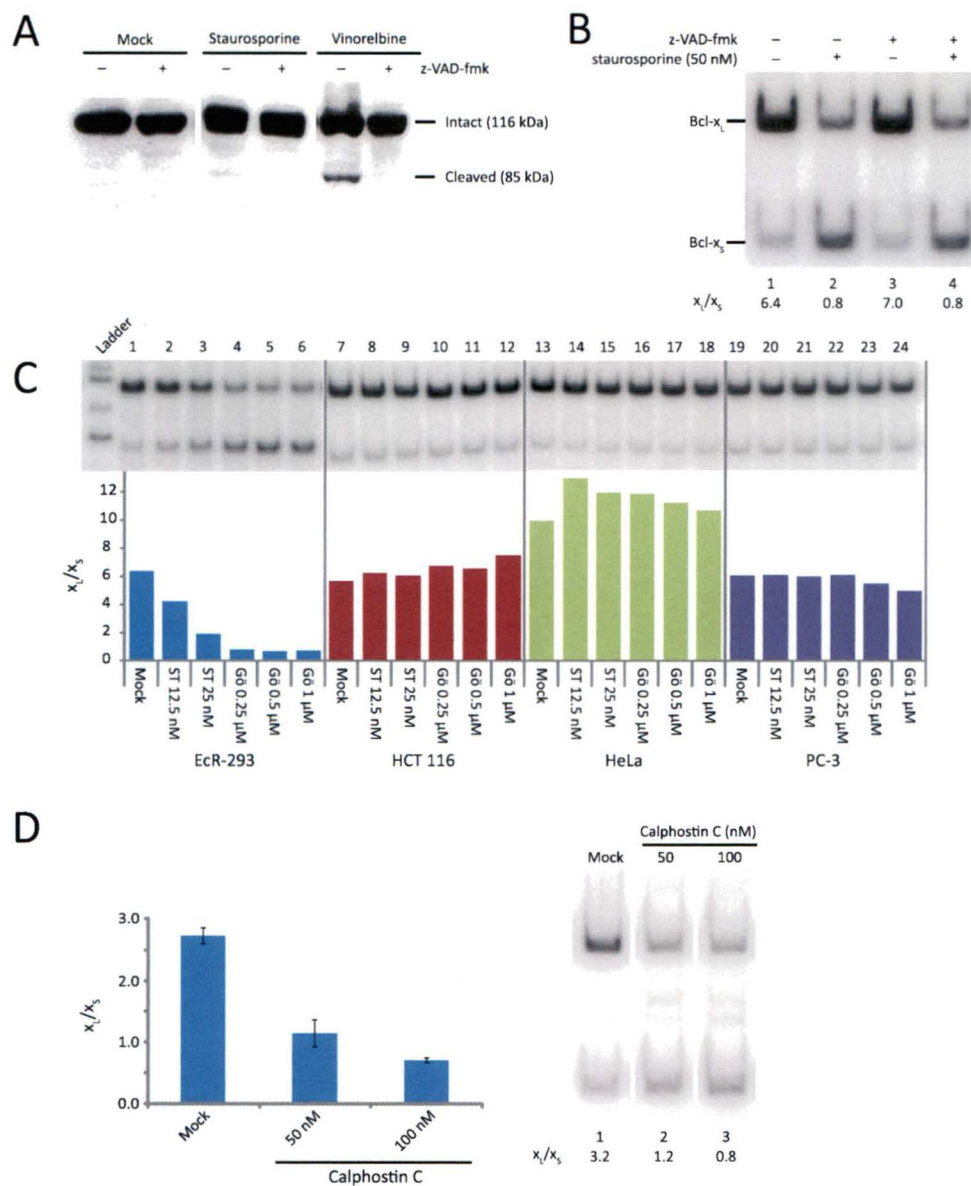 A
Mock Staurosporine Vinorelbine
– + – + – + z-VAD-fmk
Intact (116 kDa)
Cleaved (85 kDa)
B
z-VAD-fmk – – + +
staurosporine (50 nM) – + – +
Bcl-xL
Bcl-xS
1 2 3 4
xL/xS 6.4 0.8 7.0 0.8
C
Ladder 1 2 3 4 5 6 7 8 9 10 11 12 13 14 15 16 17 18 19 20 21 22 23 24
xL/xS
12
10
8
6
4
2
0
Mock ST 12.5 nM ST 25 nM Gö 0.25 µM Gö 0.5 µM Gö 1 µM Mock ST 12.5 nM ST 25 nM Gö 0.25 µM Gö 0.5 µM Gö 1 µM Mock ST 12.5 nM ST 25 nM Gö 0.25 µM Gö 0.5 µM Gö 1 µM Mock ST 12.5 nM ST 25 nM Gö 0.25 µM Gö 0.5 µM Gö 1 µM
EcR-293 HCT 116 HeLa PC-3
D
xL/xS
3.0
2.0
1.0
0.0
Mock 50 nM 100 nM
Calphostin C
Calphostin C (nM)
Mock 50 100
1 2 3
xL/xS 3.2 1.2 0.8